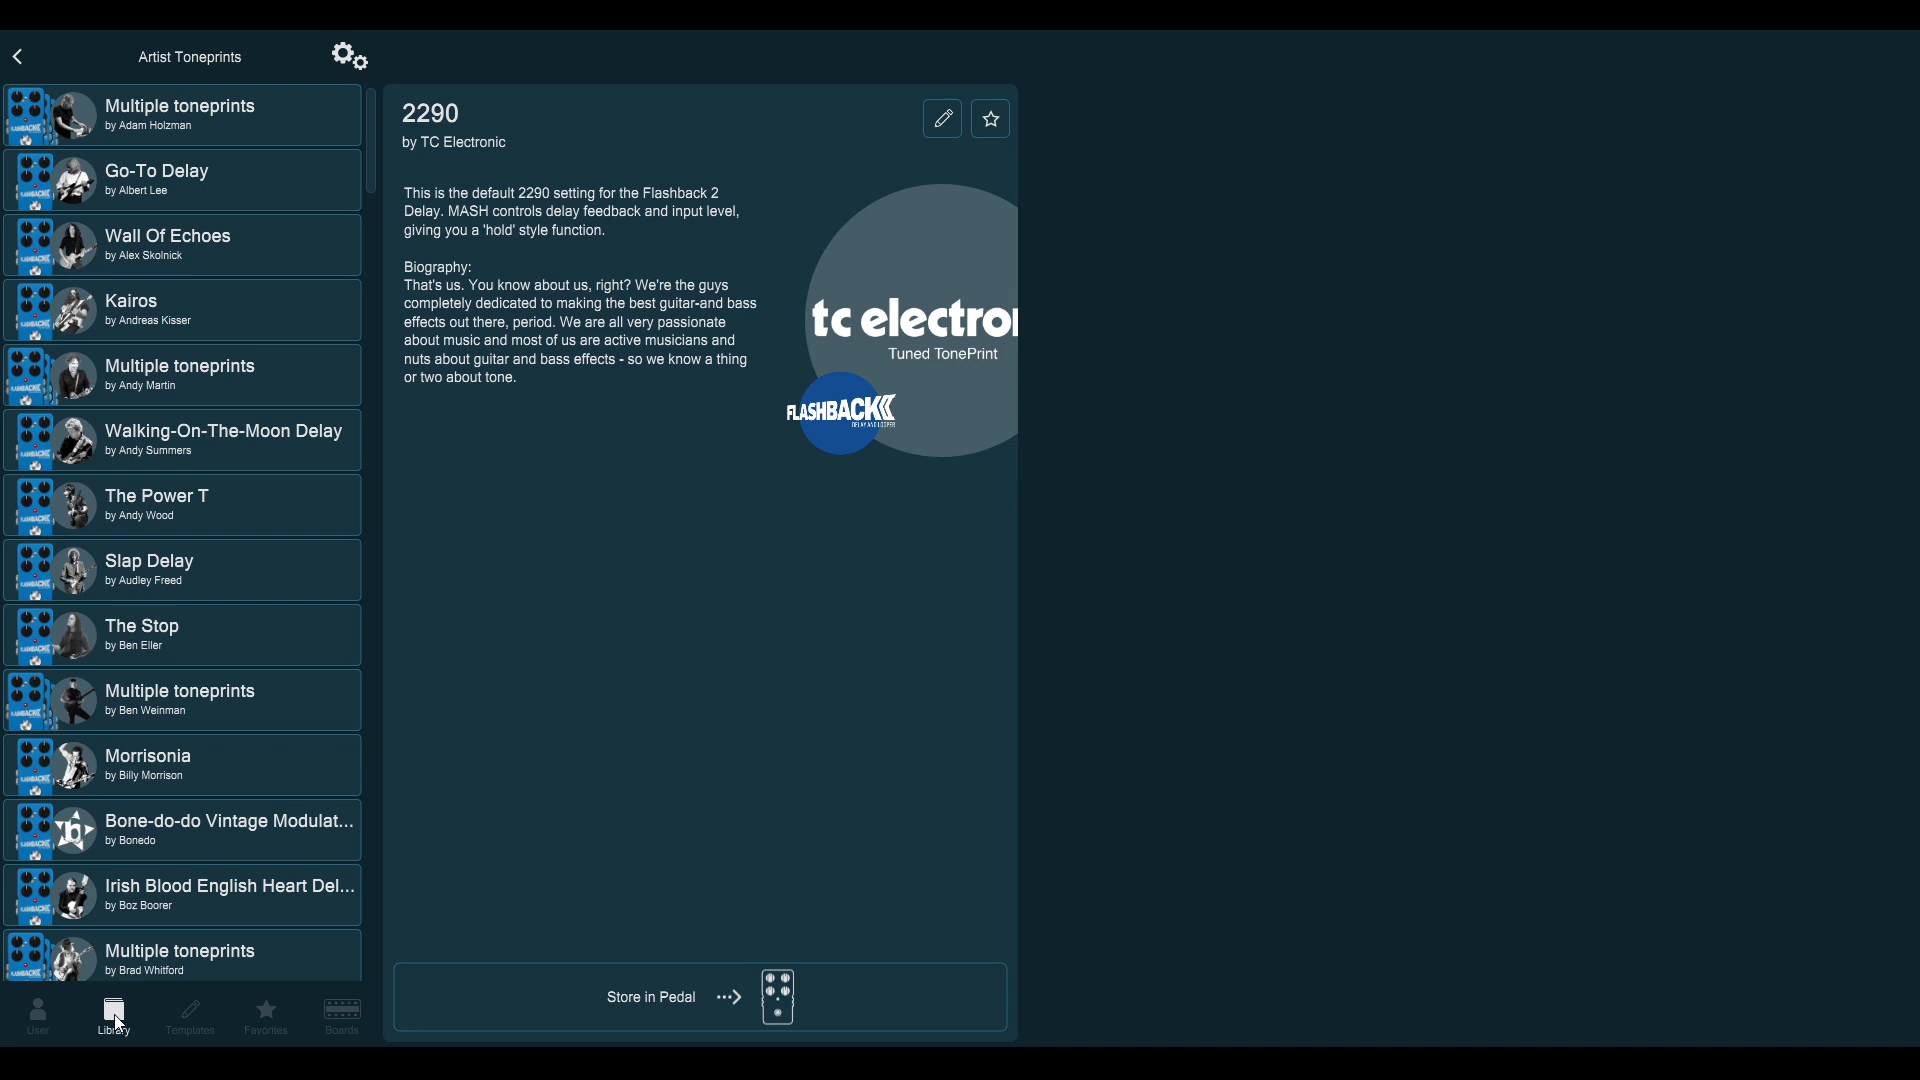 Artist Toneprints
Multiple toneprints
by Adam Holzman
Go-To Delay
by Albert Lee
Wall Of Echoes
by Alex Skolnick
Kairos
by Andreas Kisser
Multiple toneprints
by Andy Martin
Walking-On-The-Moon Delay
by Andy Summers
The Power T
by Andy Wood
Slap Delay
by Audley Freed
The Stop
by Ben Eller
Multiple toneprints
by Ben Weinman
Morrisonia
by Billy Morrison
Bone-do-do Vintage Modulat...
by Bonedo
Irish Blood English Heart Del...
by Boz Boorer
Multiple toneprints
by Brad Whitford
User
Library
Templates
Favorites
Boards
2290
by TC Electronic
This is the default 2290 setting for the Flashback 2
Delay. MASH controls delay feedback and input level,
giving you a 'hold' style function.
Biography:
That's us. You know about us, right? We're the guys
completely dedicated to making the best guitar-and bass
effects out there, period. We are all very passionate
about music and most of us are active musicians and
nuts about guitar and bass effects - so we know a thing
or two about tone.
tc electro
Tuned TonePrint
FLASHBACK
DELAY AND LOOPER
Store in Pedal